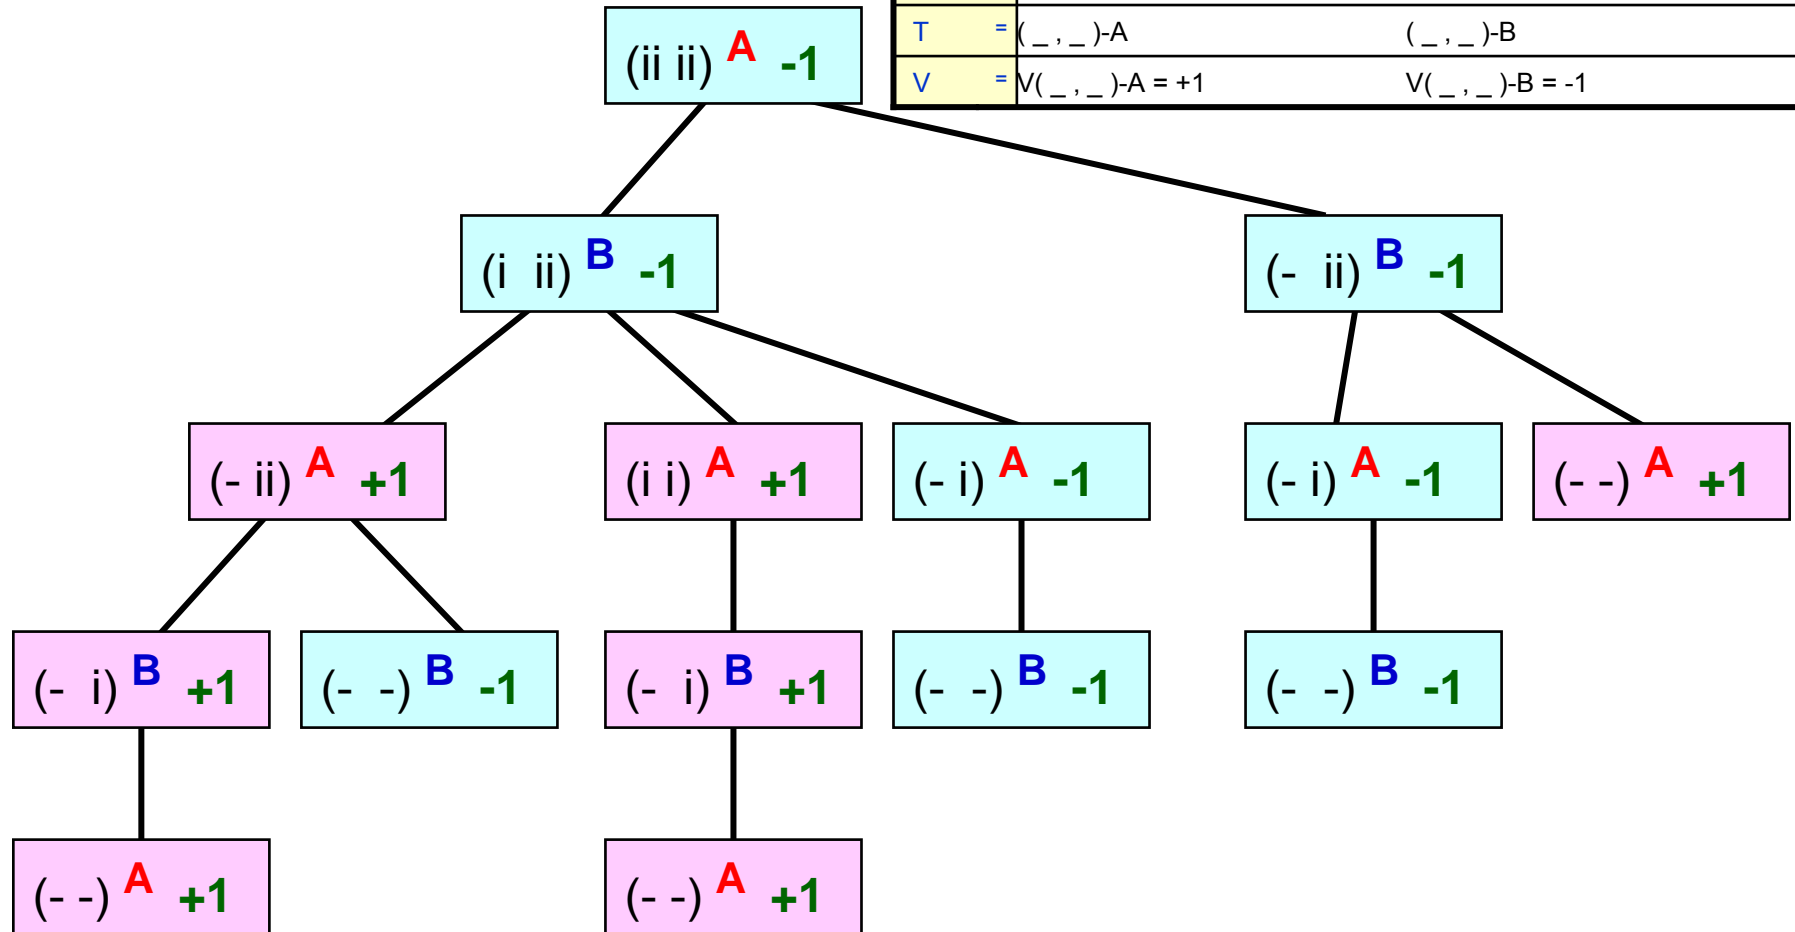 T = ( _ , _ )-A ( _ , _ )-B
V = V( _ , _ )-A = +1 V( _ , _ )-B = -1
(ii ii) A -1
(i ii) B -1
(- ii) B -1
(- ii) A +1
(i i) A +1
(- i) A -1
(- i) A -1
(- -) A +1
(- i) B +1
(- -) B -1
(- i) B +1
(- -) B -1
(- -) B -1
(- -) A +1
(- -) A +1